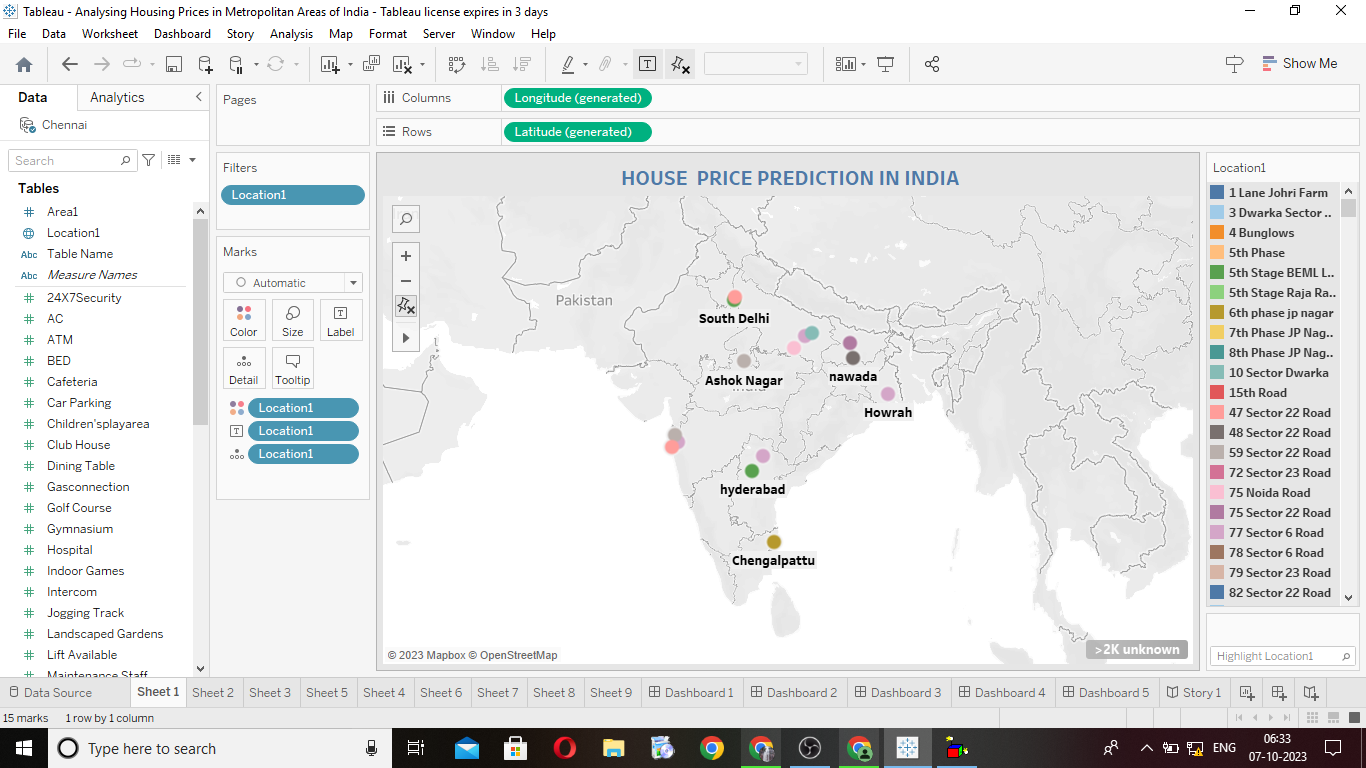 Tableau - Analysing Housing Prices in Metropolitan Areas of India - Tableau license expires in 3 days
File Data Worksheet Dashboard Story Analysis Map Format Server Window Help
Show Me
Data Analytics
Chennai
Search
Tables
Area1
Location1
Abc Table Name
Abc Measure Names
24X7Security
AC
ATM
BED
Cafeteria
Car Parking
Children'splayarea
Club House
Dining Table
Gasconnection
Golf Course
Gymnasium
Hospital
Indoor Games
Intercom
Jogging Track
Landscaped Gardens
Lift Available
Maintenance Staff
Pages
Filters
Location1
Marks
Automatic
Color Size Label
Detail Tooltip
Location1
Location1
Location1
Columns Longitude (generated)
Rows Latitude (generated)
HOUSE PRICE PREDICTION IN INDIA
Pakistan
South Delhi
Ashok Nagar
nawada
India
Howrah
hyderabad
Chengalpattu
© 2023 Mapbox © OpenStreetMap
>2K unknown
Location1
1 Lane Johri Farm
3 Dwarka Sector ..
4 Bunglows
5th Phase
5th Stage BEML L..
5th Stage Raja Ra..
6th phase jp nagar
7th Phase JP Nag..
8th Phase JP Nag..
10 Sector Dwarka
15th Road
47 Sector 22 Road
48 Sector 22 Road
59 Sector 22 Road
72 Sector 23 Road
75 Noida Road
75 Sector 22 Road
77 Sector 6 Road
78 Sector 6 Road
79 Sector 23 Road
82 Sector 22 Road
Highlight Location1
Data Source Sheet 1 Sheet 2 Sheet 3 Sheet 5 Sheet 4 Sheet 6 Sheet 7 Sheet 8 Sheet 9 Dashboard 1 Dashboard 2 Dashboard 3 Dashboard 4 Dashboard 5 Story 1
15 marks 1 row by 1 column
Type here to search
ENG
06:33
07-10-2023